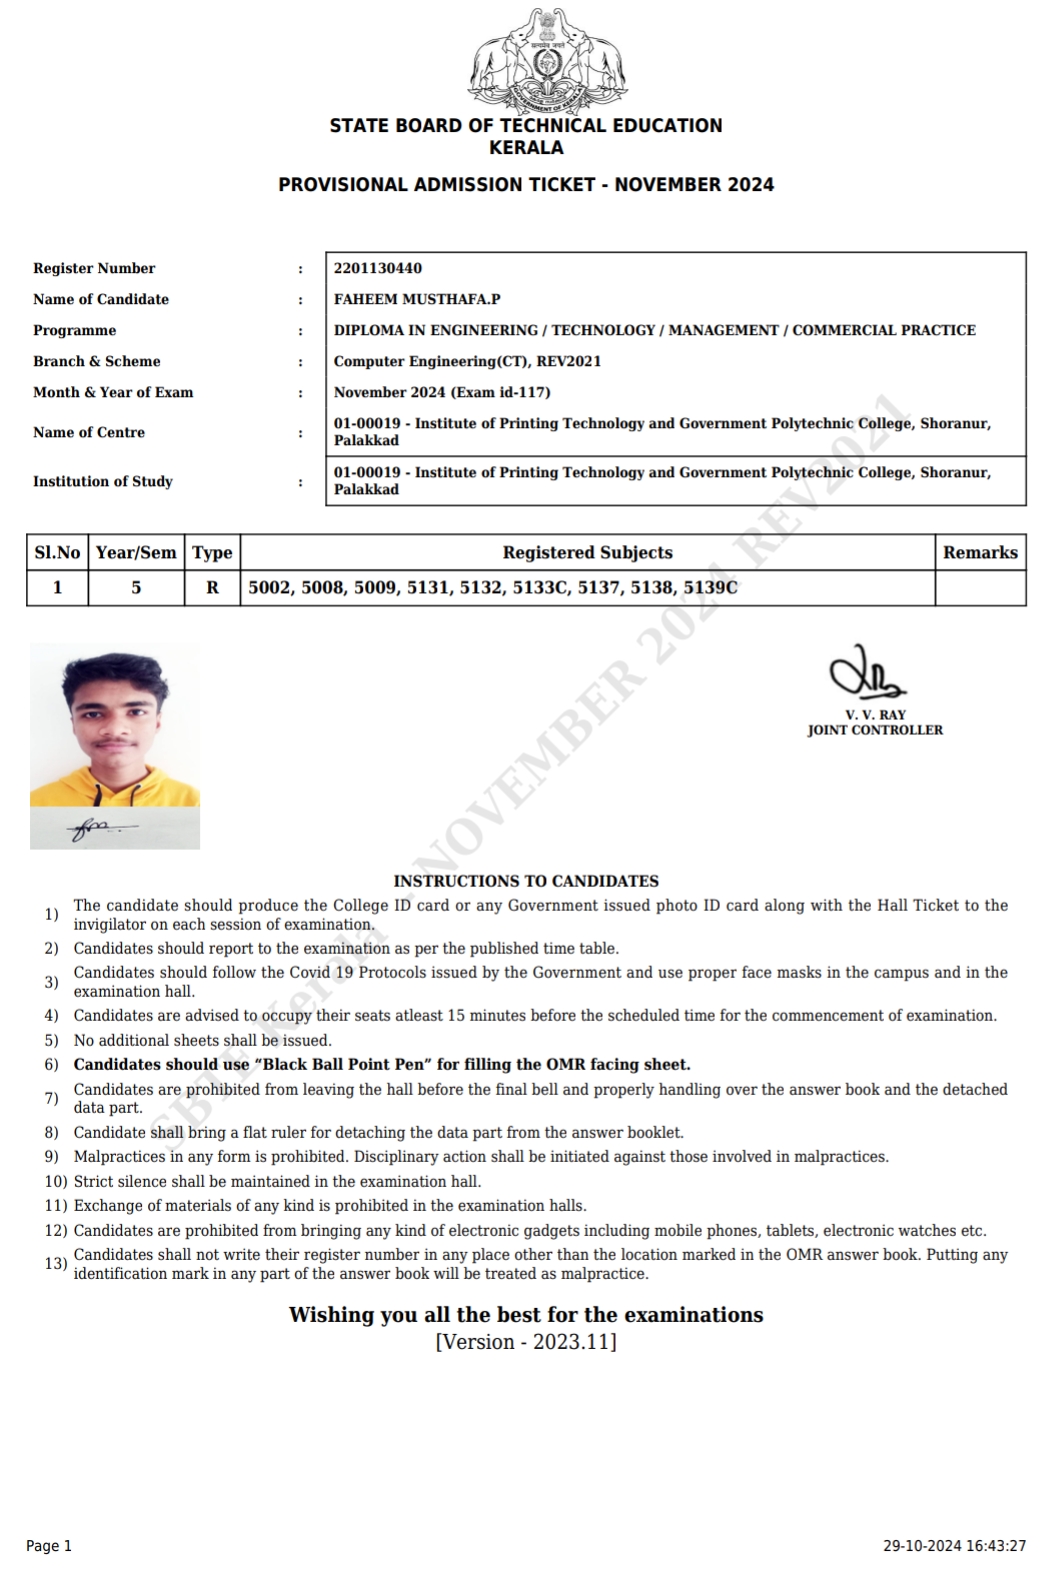 सत्यमेव जयते
GOVERNMENT OF KERALA
STATE BOARD OF TECHNICAL EDUCATION
KERALA
PROVISIONAL ADMISSION TICKET - NOVEMBER 2024
Register Number : 2201130440
Name of Candidate : FAHEEM MUSTHAFA.P
Programme : DIPLOMA IN ENGINEERING / TECHNOLOGY / MANAGEMENT / COMMERCIAL PRACTICE
Branch & Scheme : Computer Engineering(CT), REV2021
Month & Year of Exam : November 2024 (Exam id-117)
Name of Centre : 01-00019 - Institute of Printing Technology and Government Polytechnic College, Shoranur,
Palakkad
Institution of Study : 01-00019 - Institute of Printing Technology and Government Polytechnic College, Shoranur,
Palakkad
Sl.No Year/Sem Type Registered Subjects Remarks
1 5 R 5002, 5008, 5009, 5131, 5132, 5133C, 5137, 5138, 5139C
V. V. RAY
JOINT CONTROLLER
SBTE Kerala - NOVEMBER 2024 REV2021
INSTRUCTIONS TO CANDIDATES
1) The candidate should produce the College ID card or any Government issued photo ID card along with the Hall Ticket to the
invigilator on each session of examination.
2) Candidates should report to the examination as per the published time table.
3) Candidates should follow the Covid 19 Protocols issued by the Government and use proper face masks in the campus and in the
examination hall.
4) Candidates are advised to occupy their seats atleast 15 minutes before the scheduled time for the commencement of examination.
5) No additional sheets shall be issued.
6) Candidates should use “Black Ball Point Pen” for filling the OMR facing sheet.
7) Candidates are prohibited from leaving the hall before the final bell and properly handling over the answer book and the detached
data part.
8) Candidate shall bring a flat ruler for detaching the data part from the answer booklet.
9) Malpractices in any form is prohibited. Disciplinary action shall be initiated against those involved in malpractices.
10) Strict silence shall be maintained in the examination hall.
11) Exchange of materials of any kind is prohibited in the examination halls.
12) Candidates are prohibited from bringing any kind of electronic gadgets including mobile phones, tablets, electronic watches etc.
13) Candidates shall not write their register number in any place other than the location marked in the OMR answer book. Putting any
identification mark in any part of the answer book will be treated as malpractice.
Wishing you all the best for the examinations
[Version - 2023.11]
Page 1 29-10-2024 16:43:27